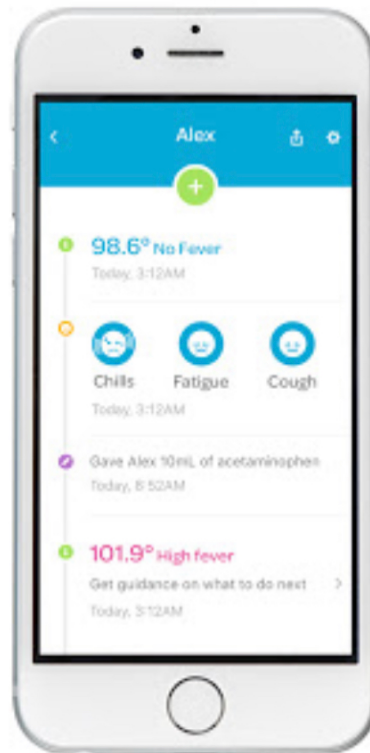 Alex
98.6° No Fever
Today, 3:12AM
Chills Fatigue Cough
Today, 3:12AM
Gave Alex 10mL of acetaminophen
Today, 8:52AM
101.9° High fever
Get guidance on what to do next
Today, 3:12AM